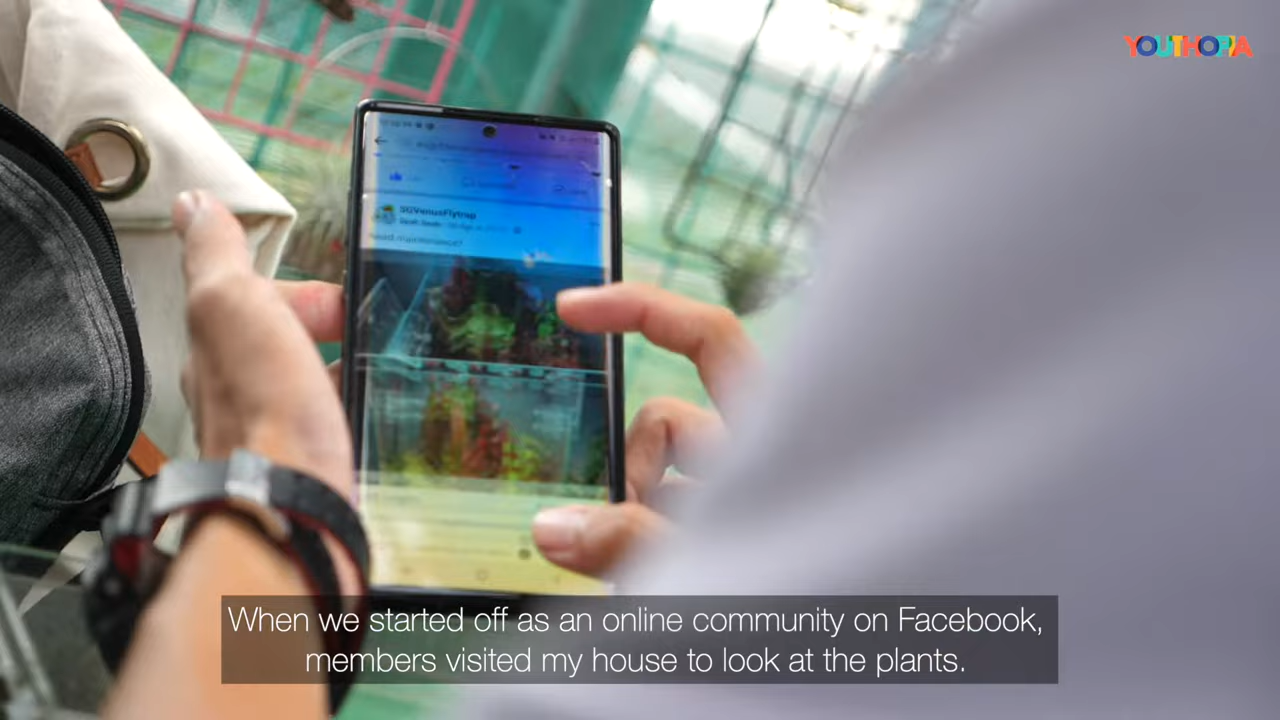 YOUTHOPIA
SGVenusFlytrap
When we started off as an online community on Facebook,
members visited my house to look at the plants.